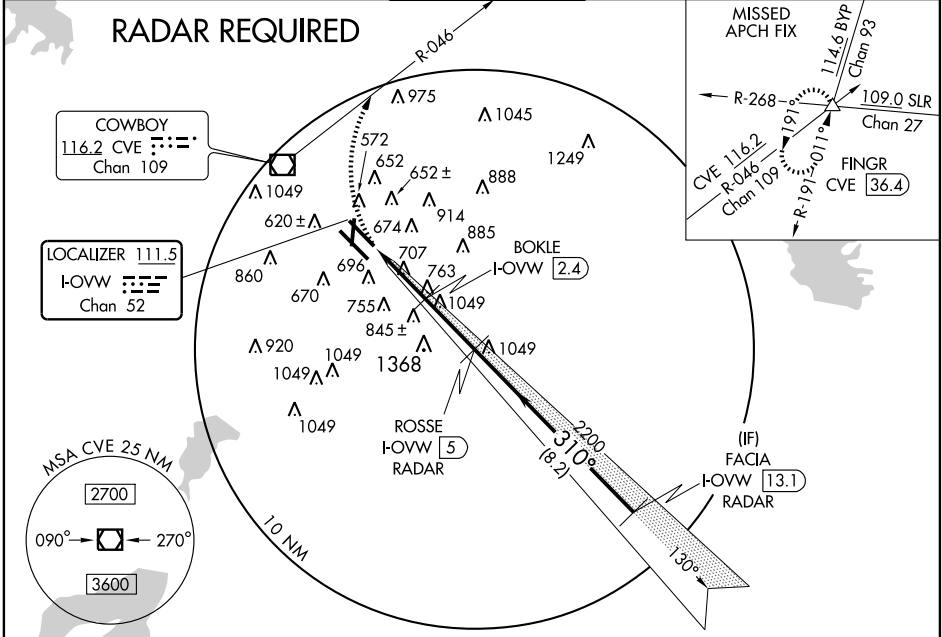 RADAR REQUIRED
R-046
MISSED
APCH FIX
114.6 BYP
Chan 93
R-268
191°
109.0 SLR
Chan 27
CVE 116.2
R-046
Chan 109
R-191
011°
FINGR
CVE 36.4
COWBOY
116.2 CVE
Chan 109
975
1045
572
1249
652
652 ±
888
1049
914
620 ±
674
885
LOCALIZER 111.5
I-OVW
Chan 52
BOKLE
I-OVW 2.4
707
860
696
763
670
1049
755
845 ±
920
1049
1049
1368
1049
1049
ROSSE
I-OVW 5
RADAR
2200
310°
(8.2)
(IF)
FACIA
I-OVW 13.1
RADAR
130°
10 NM
MSA CVE 25 NM
2700
090°
270°
3600